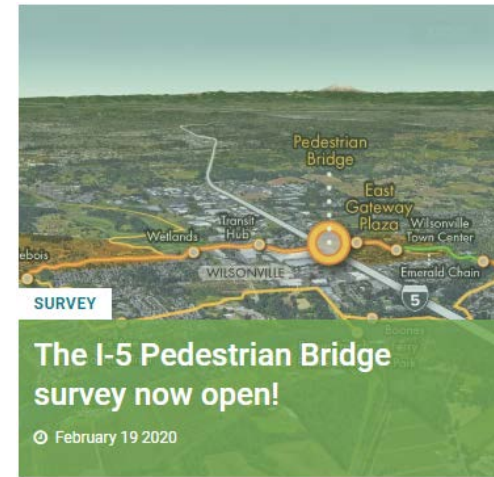 Pedestrian
Bridge
East
Gateway
Plaza
Wilsonville
Town Center
Transit
Hub
Wetlands
ebois
WILSONVILLE
Emerald Chain
5
SURVEY
Boones
Ferry
Park
The I-5 Pedestrian Bridge
survey now open!
February 19 2020